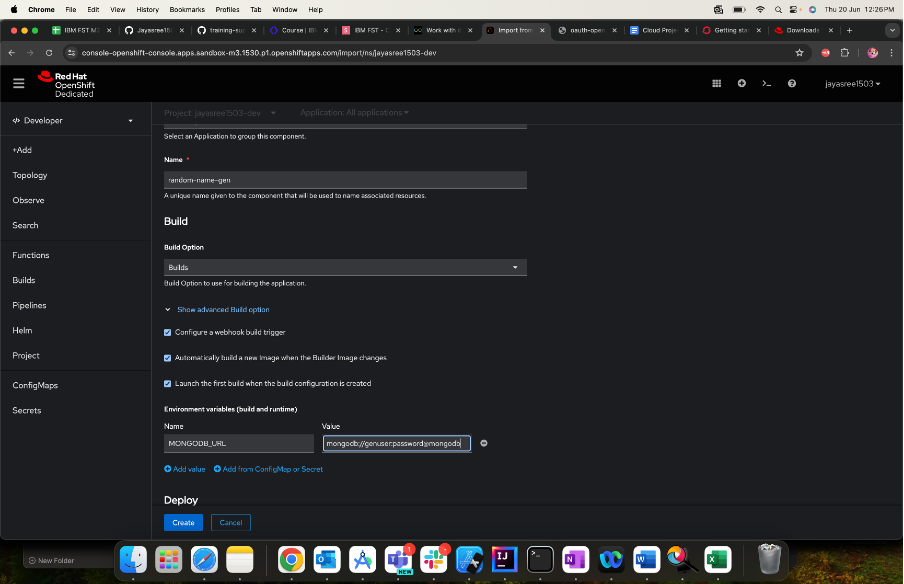 Chrome File Edit View History Bookmarks Profiles Tab Window Help Thu 20 Jun 12:26PM
IBM FST M Jayasree15 training-su Course | IB IBM FST - C Work with Import from oauth-open Cloud Proje Getting sta Downloads
console-openshift-console.apps.sandbox-m3.1530.p1.openshiftapps.com/import/ns/jayasree1503-dev
Red Hat
OpenShift
Dedicated
jayasree1503
Developer
Project: jayasree1503-dev Application: All applications
Select an Application to group this component.
+Add
Topology
Observe
Search
Functions
Builds
Pipelines
Helm
Project
ConfigMaps
Secrets
Name *
random-name-gen
A unique name given to the component that will be used to name associated resources.
Build
Build Option
Builds
Build Option to use for building the application.
Show advanced Build option
Configure a webhook build trigger
Automatically build a new Image when the Builder Image changes
Launch the first build when the build configuration is created
Environment variables (build and runtime)
Name Value
MONGODB_URL mongodb://genuser:password@mongodb
Add value Add from ConfigMap or Secret
Deploy
Create Cancel
New Folder
1
NEW